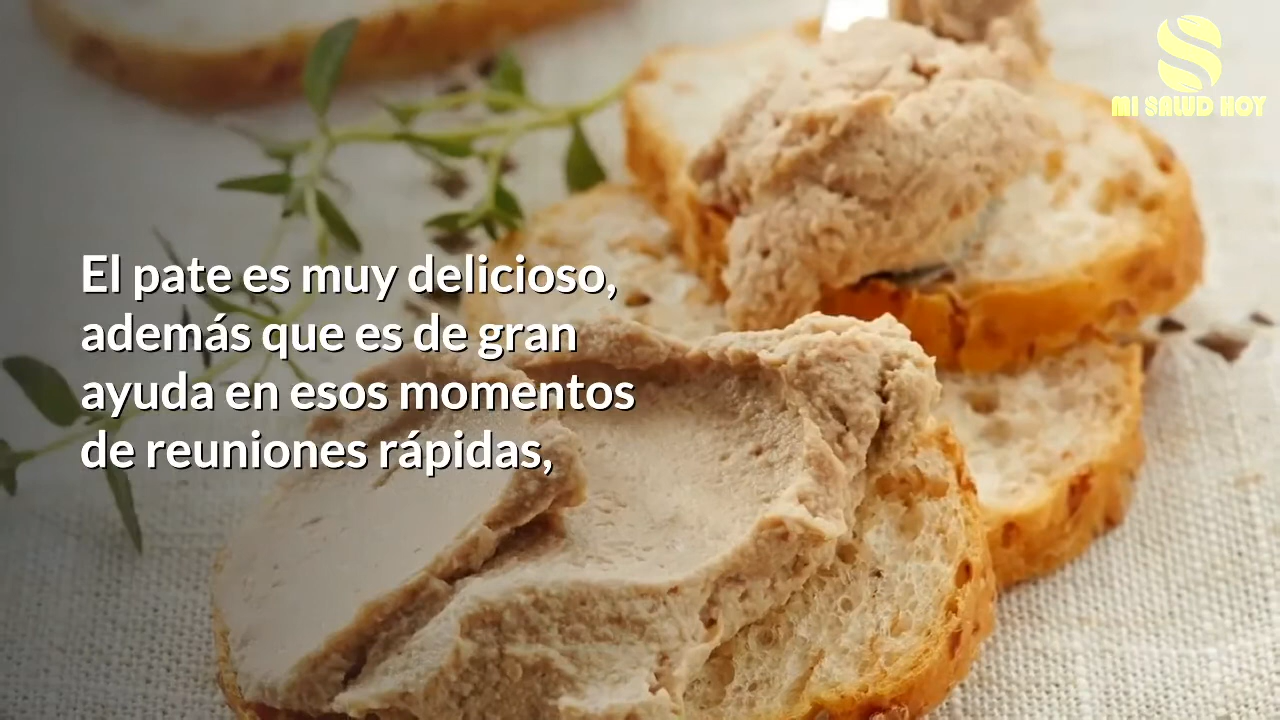 MI SALUD HOY
El pate es muy delicioso,
además que es de gran
ayuda en esos momentos
de reuniones rápidas,